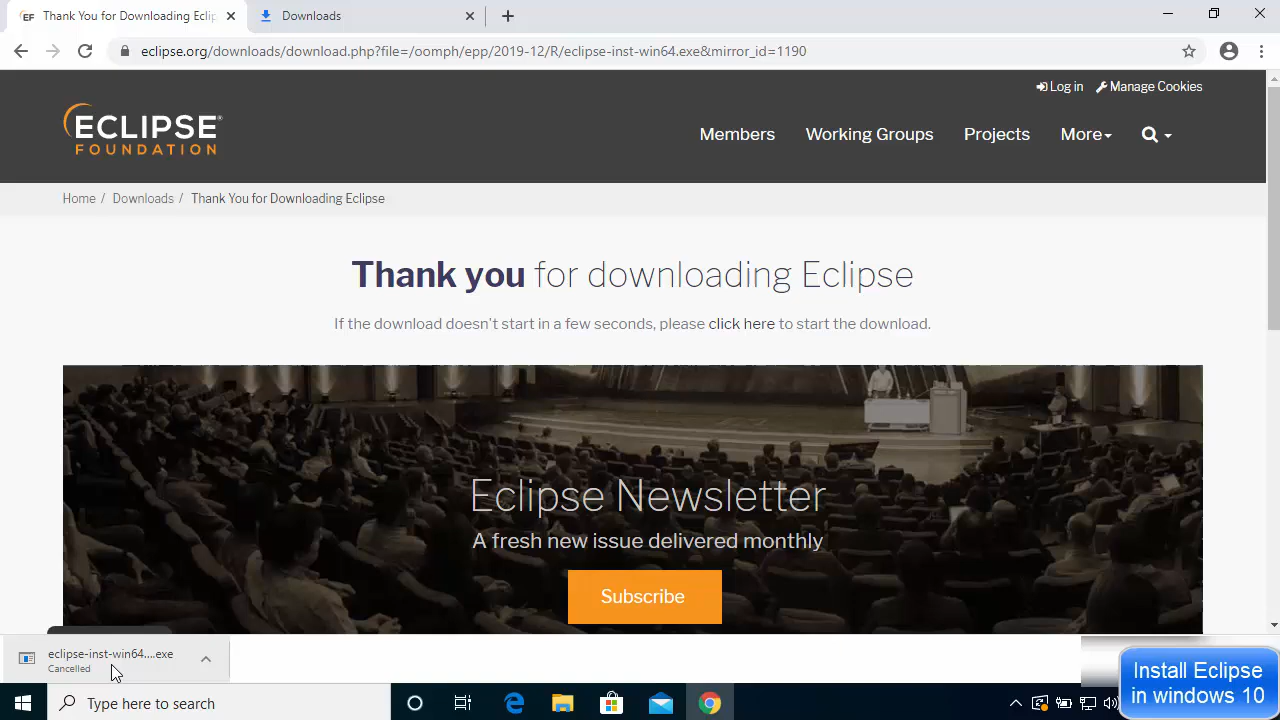 Thank You for Downloading Eclip
Downloads
eclipse.org/downloads/download.php?file=/oomph/epp/2019-12/R/eclipse-inst-win64.exe&mirror_id=1190
Log in
Manage Cookies
ECLIPSE®
FOUNDATION
Members
Working Groups
Projects
More
Home / Downloads / Thank You for Downloading Eclipse
Thank you for downloading Eclipse
If the download doesn't start in a few seconds, please click here to start the download.
Eclipse Newsletter
A fresh new issue delivered monthly
Subscribe
eclipse-inst-win64....exe
Cancelled
Type here to search
Install Eclipse
in windows 10